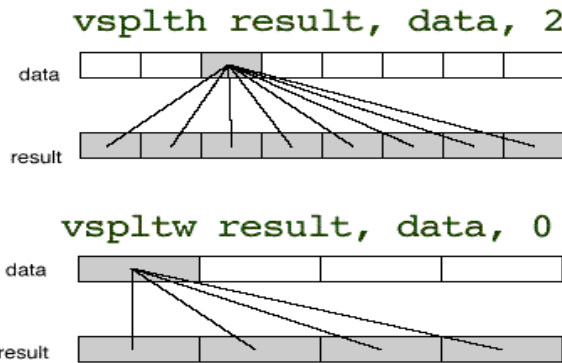 vsplth result, data, 2
data
result
vspltw result, data, 0
data
result